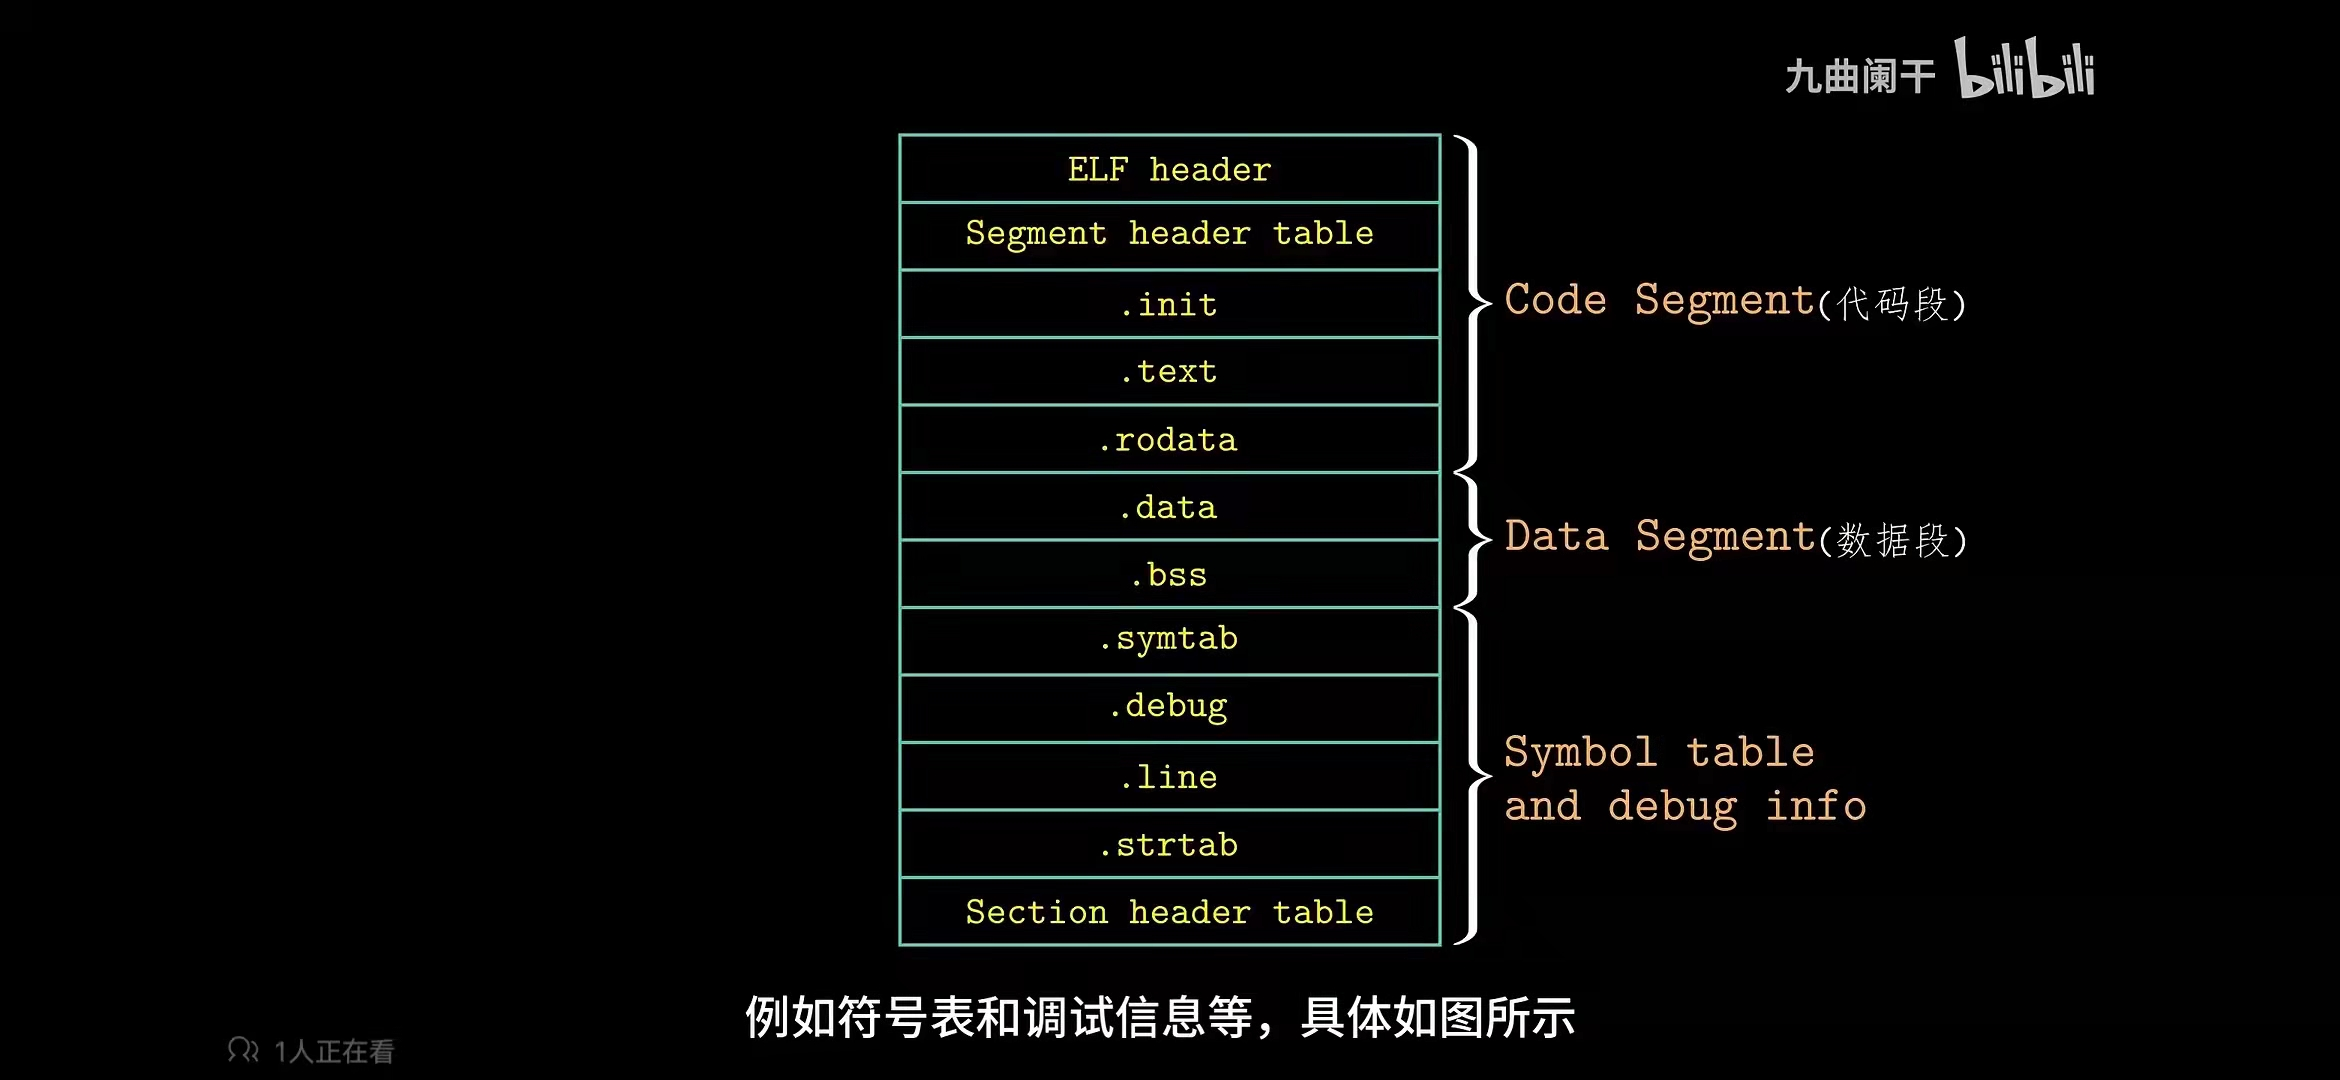 九曲阑干 bilibili
ELF header
Segment header table
.init
.text
.rodata
Code Segment(代码段)
.data
.bss
Data Segment(数据段)
.symtab
.debug
.line
.strtab
Section header table
Symbol table
and debug info
例如符号表和调试信息等，具体如图所示
1人正在看